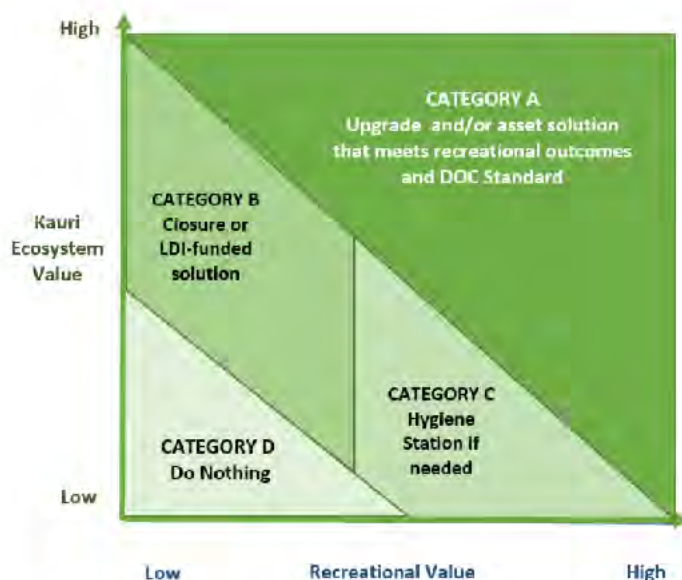 High
CATEGORY A
Upgrade and/or asset solution
that meets recreational outcomes
and DOC Standard
CATEGORY B
Closure or
LDI-funded
solution
Kauri
Ecosystem
Value
CATEGORY C
Hygiene
Station if
needed
CATEGORY D
Do Nothing
Low
Low
Recreational Value
High